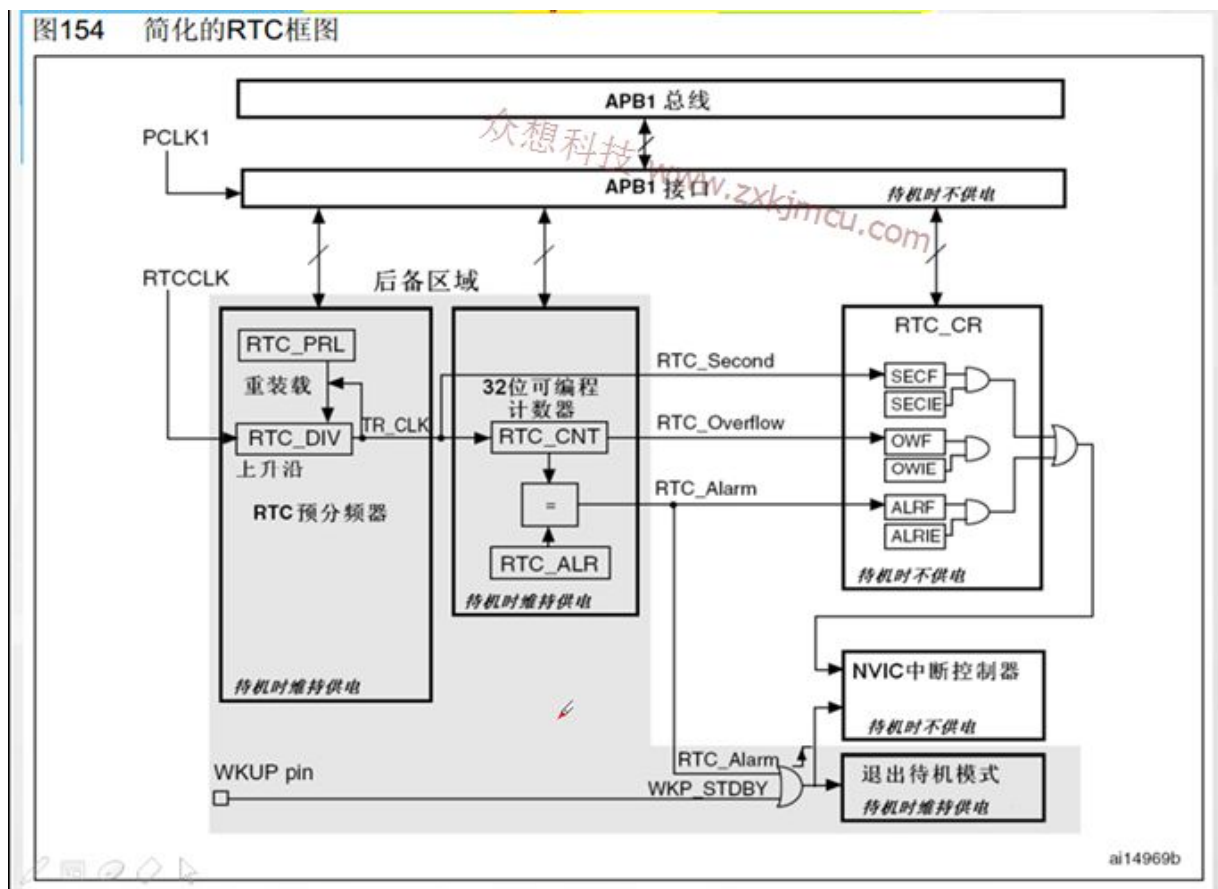 图154 简化的RTC框图
APB1 总线
众想科技 www.zxkjmcu.com
PCLK1
APB1 接口
待机时不供电
RTCCLK
后备区域
RTC_PRL
重装载
RTC_DIV
上升沿
TR_CLK
RTC 预分频器
待机时维持供电
32位可编程
计数器
RTC_CNT
=
RTC_ALR
待机时维持供电
RTC_Second
RTC_Overflow
RTC_Alarm
RTC_CR
SECF
SECIE
OWF
OWIE
ALRF
ALRIE
待机时不供电
NVIC中断控制器
待机时不供电
WKUP pin
RTC_Alarm
WKP_STDBY
退出待机模式
待机时维持供电
ai14969b